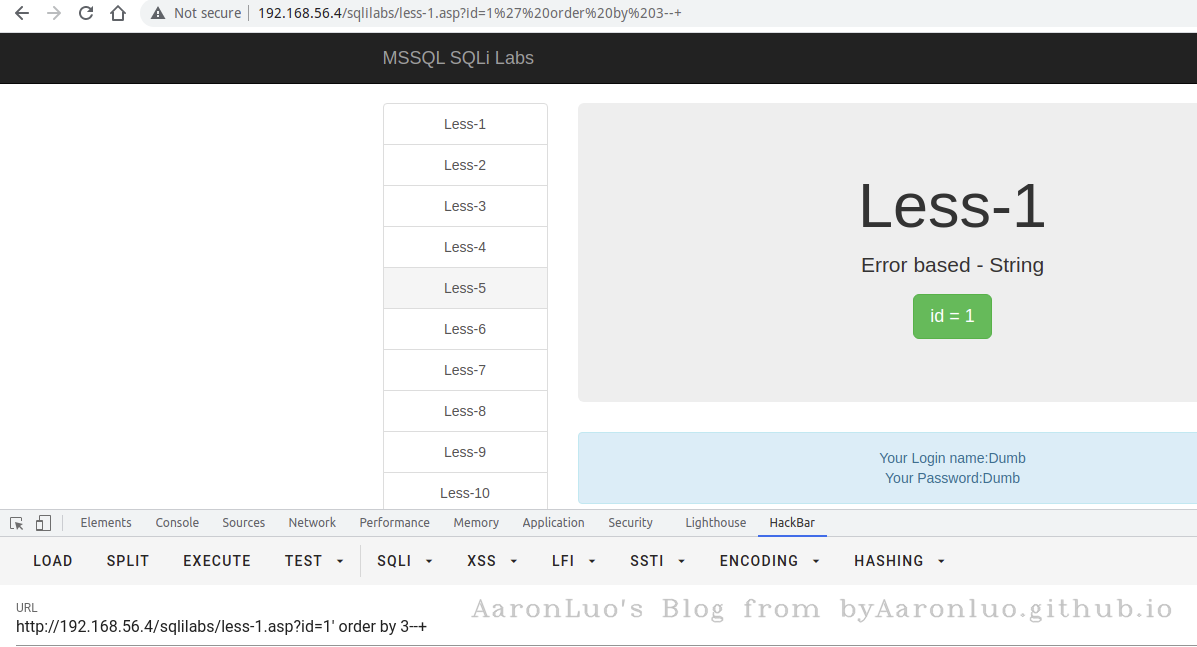 Not secure 192.168.56.4/sqlilabs/less-1.asp?id=1%27%20order%20by%203--+
MSSQL SQLi Labs
Less-1
Less-2
Less-3
Less-4
Less-5
Less-6
Less-7
Less-8
Less-9
Less-10
Less-1
Error based - String
id = 1
Your Login name:Dumb
Your Password:Dumb
Elements Console Sources Network Performance Memory Application Security Lighthouse HackBar
LOAD SPLIT EXECUTE TEST SQLI XSS LFI SSTI ENCODING HASHING
URL
http://192.168.56.4/sqlilabs/less-1.asp?id=1' order by 3--+
AaronLuo's Blog from byAaronluo.github.io